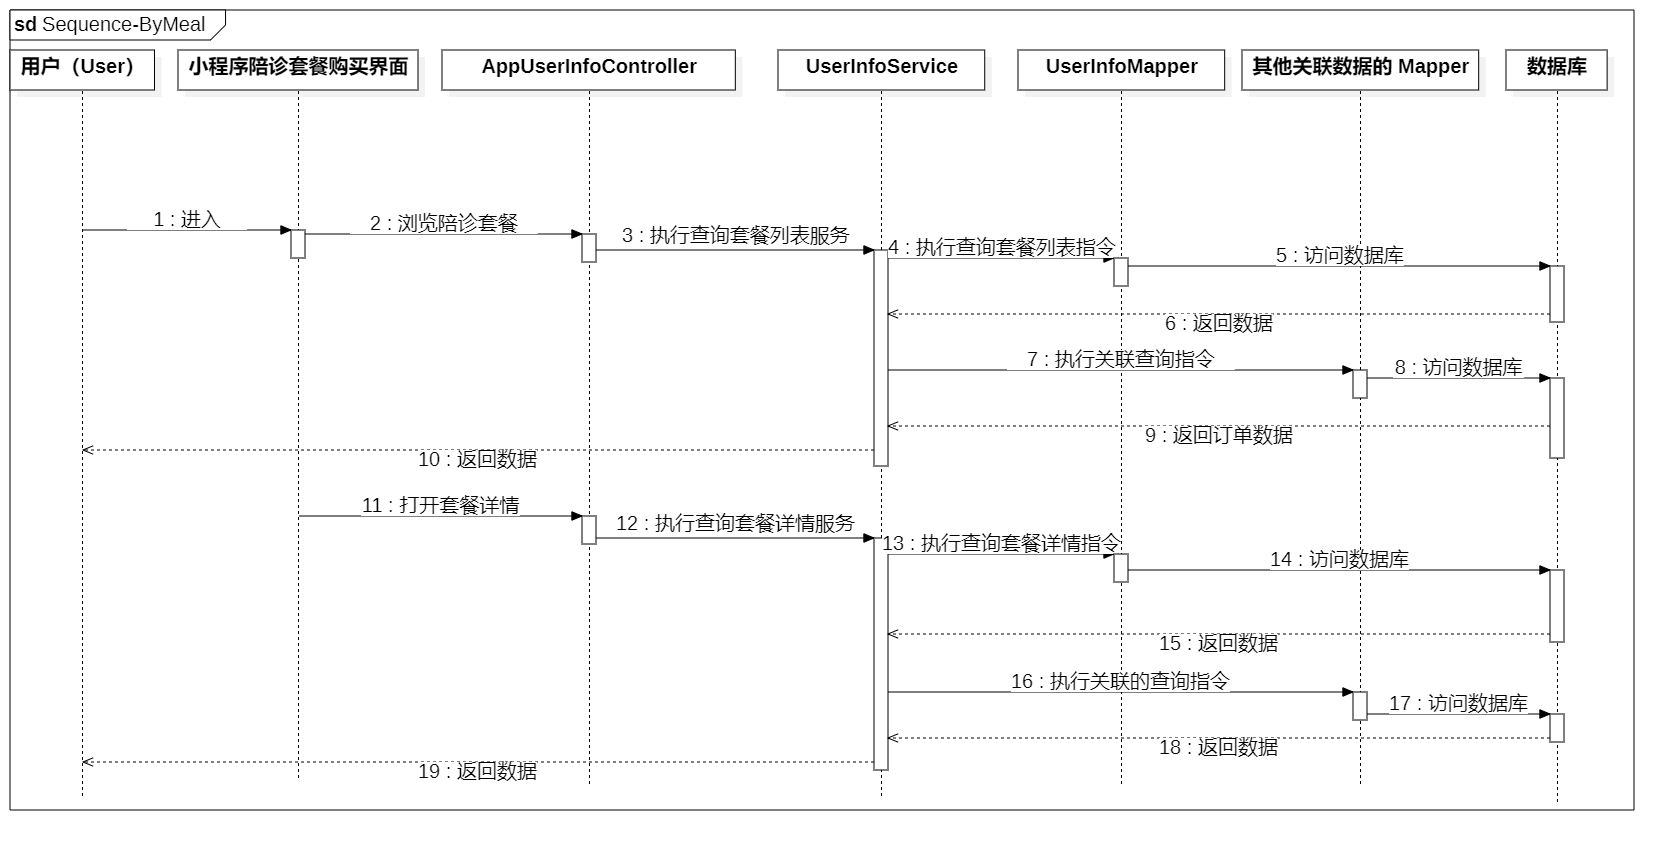 sd Sequence-ByMeal
用户（User）
小程序陪诊套餐购买界面
AppUserInfoController
UserInfoService
UserInfoMapper
其他关联数据的 Mapper
数据库
1 : 进入
2 : 浏览陪诊套餐
3 : 执行查询套餐列表服务
4 : 执行查询套餐列表指令
5 : 访问数据库
6 : 返回数据
7 : 执行关联查询指令
8 : 访问数据库
9 : 返回订单数据
10 : 返回数据
11 : 打开套餐详情
12 : 执行查询套餐详情服务
13 : 执行查询套餐详情指令
14 : 访问数据库
15 : 返回数据
16 : 执行关联的查询指令
17 : 访问数据库
18 : 返回数据
19 : 返回数据